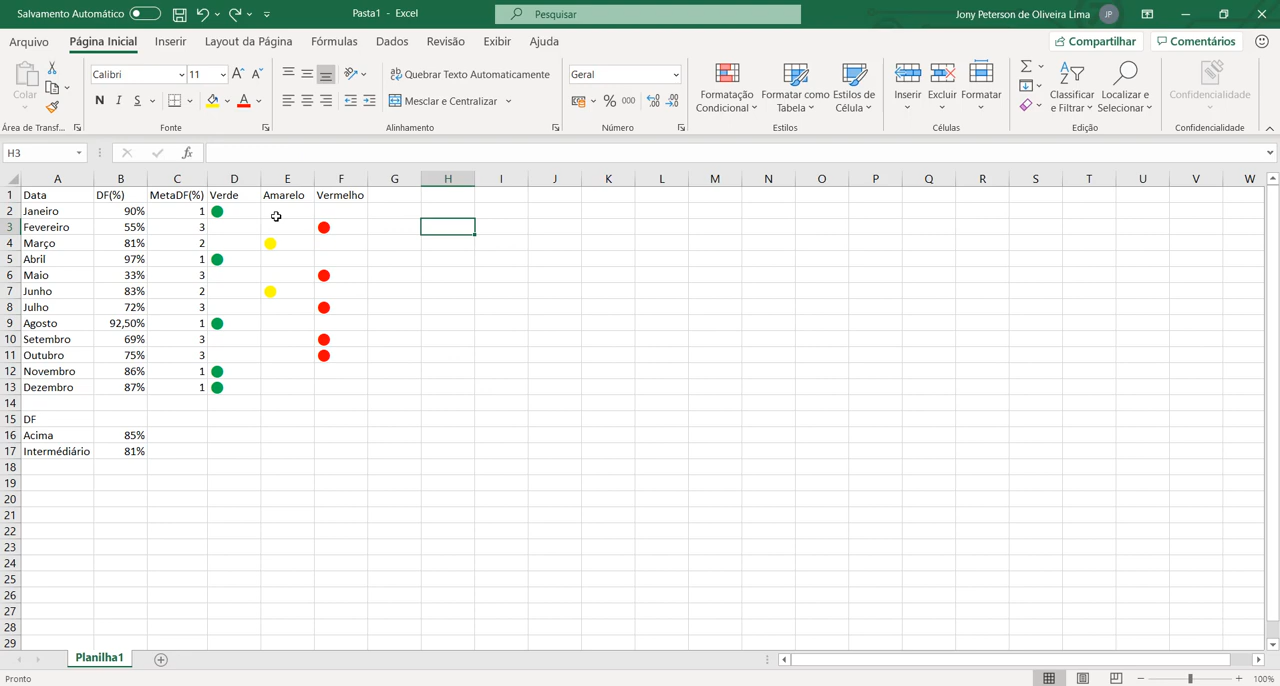 Salvamento Automático
Pasta1 - Excel
Pesquisar
Jony Peterson de Oliveira Lima
JP
Arquivo Página Inicial Inserir Layout da Página Fórmulas Dados Revisão Exibir Ajuda
Compartilhar
Comentários
Colar
Calibri 11
N I S
A
Quebrar Texto Automaticamente
Mesclar e Centralizar
Geral
% 000
Formatação Condicional
Formatar como Tabela
Estilos de Célula
Inserir Excluir Formatar
Classificar e Filtrar
Localizar e Selecionar
Confidencialidade
Área de Transf... Fonte Alinhamento Número Estilos Células Edição Confidencialidade
H3
fx
A B C D E F G H I J K L M N O P Q R S T U V W
1 Data DF(%) MetaDF(%) Verde Amarelo Vermelho
2 Janeiro 90% 1
3 Fevereiro 55% 3
4 Março 81% 2
5 Abril 97% 1
6 Maio 33% 3
7 Junho 83% 2
8 Julho 72% 3
9 Agosto 92,50% 1
10 Setembro 69% 3
11 Outubro 75% 3
12 Novembro 86% 1
13 Dezembro 87% 1
14
15 DF
16 Acima 85%
17 Intermédiário 81%
18
19
20
21
22
23
24
25
26
27
28
29
Planilha1
Pronto
100%